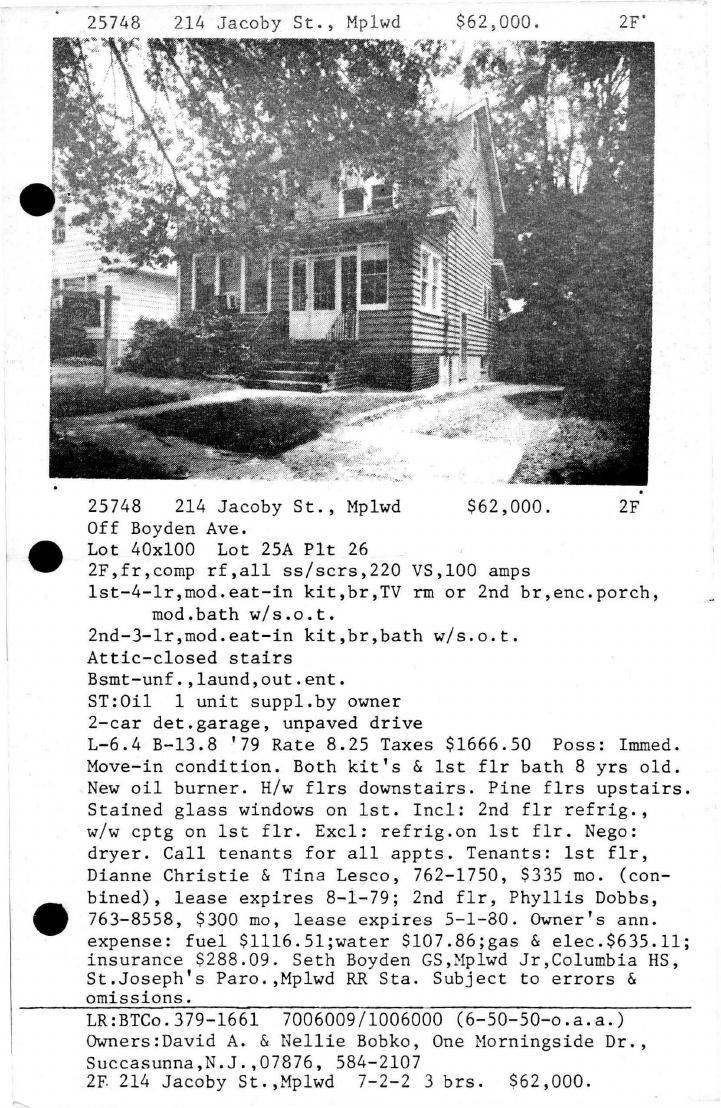 25748 214 Jacoby St., Mplwd $62,000. 2F
25748 214 Jacoby St., Mplwd $62,000. 2F
Off Boyden Ave.
Lot 40x100 Lot 25A Plt 26
2F,fr,comp rf,all ss/scrs,220 VS,100 amps
1st-4-lr,mod.eat-in kit,br,TV rm or 2nd br,enc.porch,
mod.bath w/s.o.t.
2nd-3-lr,mod.eat-in kit,br,bath w/s.o.t.
Attic-closed stairs
Bsmt-unf.,laund,out.ent.
ST:Oil 1 unit suppl.by owner
2-car det.garage, unpaved drive
L-6.4 B-13.8 '79 Rate 8.25 Taxes $1666.50 Poss: Immed.
Move-in condition. Both kit's & 1st flr bath 8 yrs old.
New oil burner. H/w flrs downstairs. Pine flrs upstairs.
Stained glass windows on 1st. Incl: 2nd flr refrig.,
w/w cptg on 1st flr. Excl: refrig.on 1st flr. Nego:
dryer. Call tenants for all appts. Tenants: 1st flr,
Dianne Christie & Tina Lesco, 762-1750, $335 mo. (con-
bined), lease expires 8-1-79; 2nd flr, Phyllis Dobbs,
763-8558, $300 mo, lease expires 5-1-80. Owner's ann.
expense: fuel $1116.51;water $107.86;gas & elec.$635.11;
insurance $288.09. Seth Boyden GS,Mplwd Jr,Columbia HS,
St.Joseph's Paro.,Mplwd RR Sta. Subject to errors &
omissions.
LR:BTCo.379-1661 7006009/1006000 (6-50-50-o.a.a.)
Owners:David A. & Nellie Bobko, One Morningside Dr.,
Succasunna,N.J.,07876, 584-2107
2F 214 Jacoby St.,Mplwd 7-2-2 3 brs. $62,000.